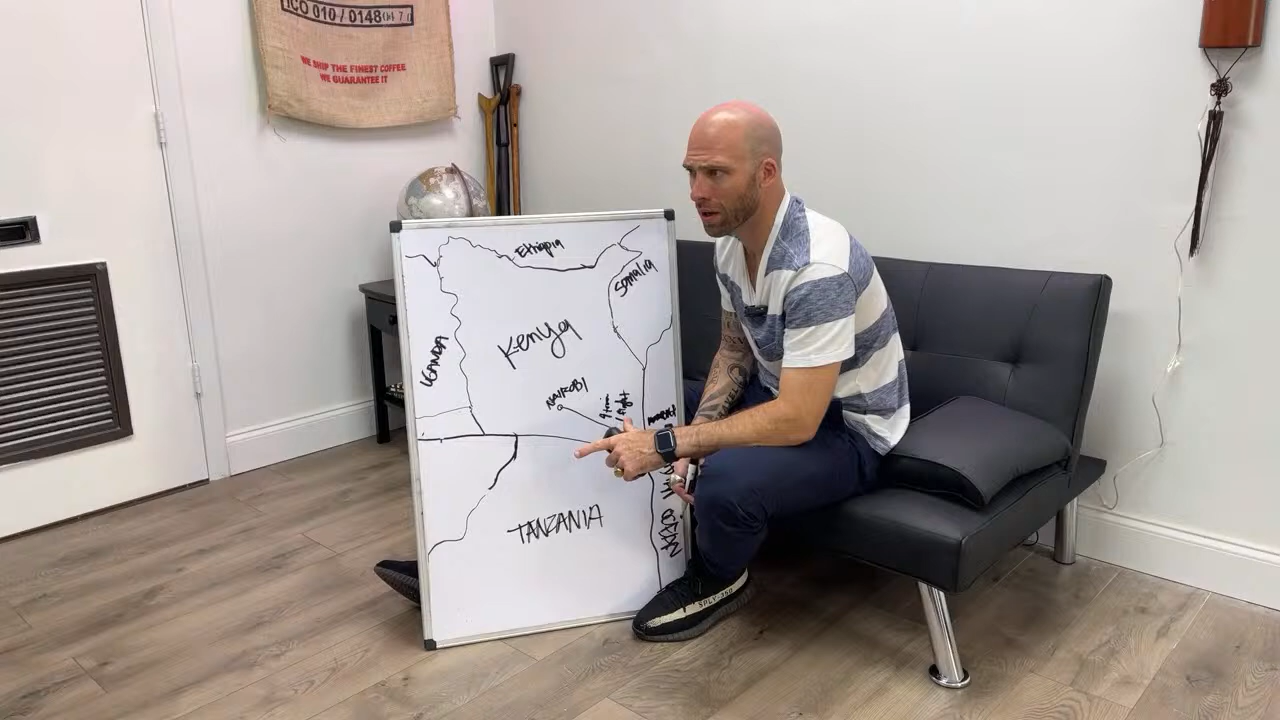 ICO 010 / 0148
WE SHIP THE FINEST COFFEE
WE GUARANTEE IT
Ethiopia
Somalia
UGANDA
Kenya
NAIROBI
TANZANIA
OCEAN
SPLY-350